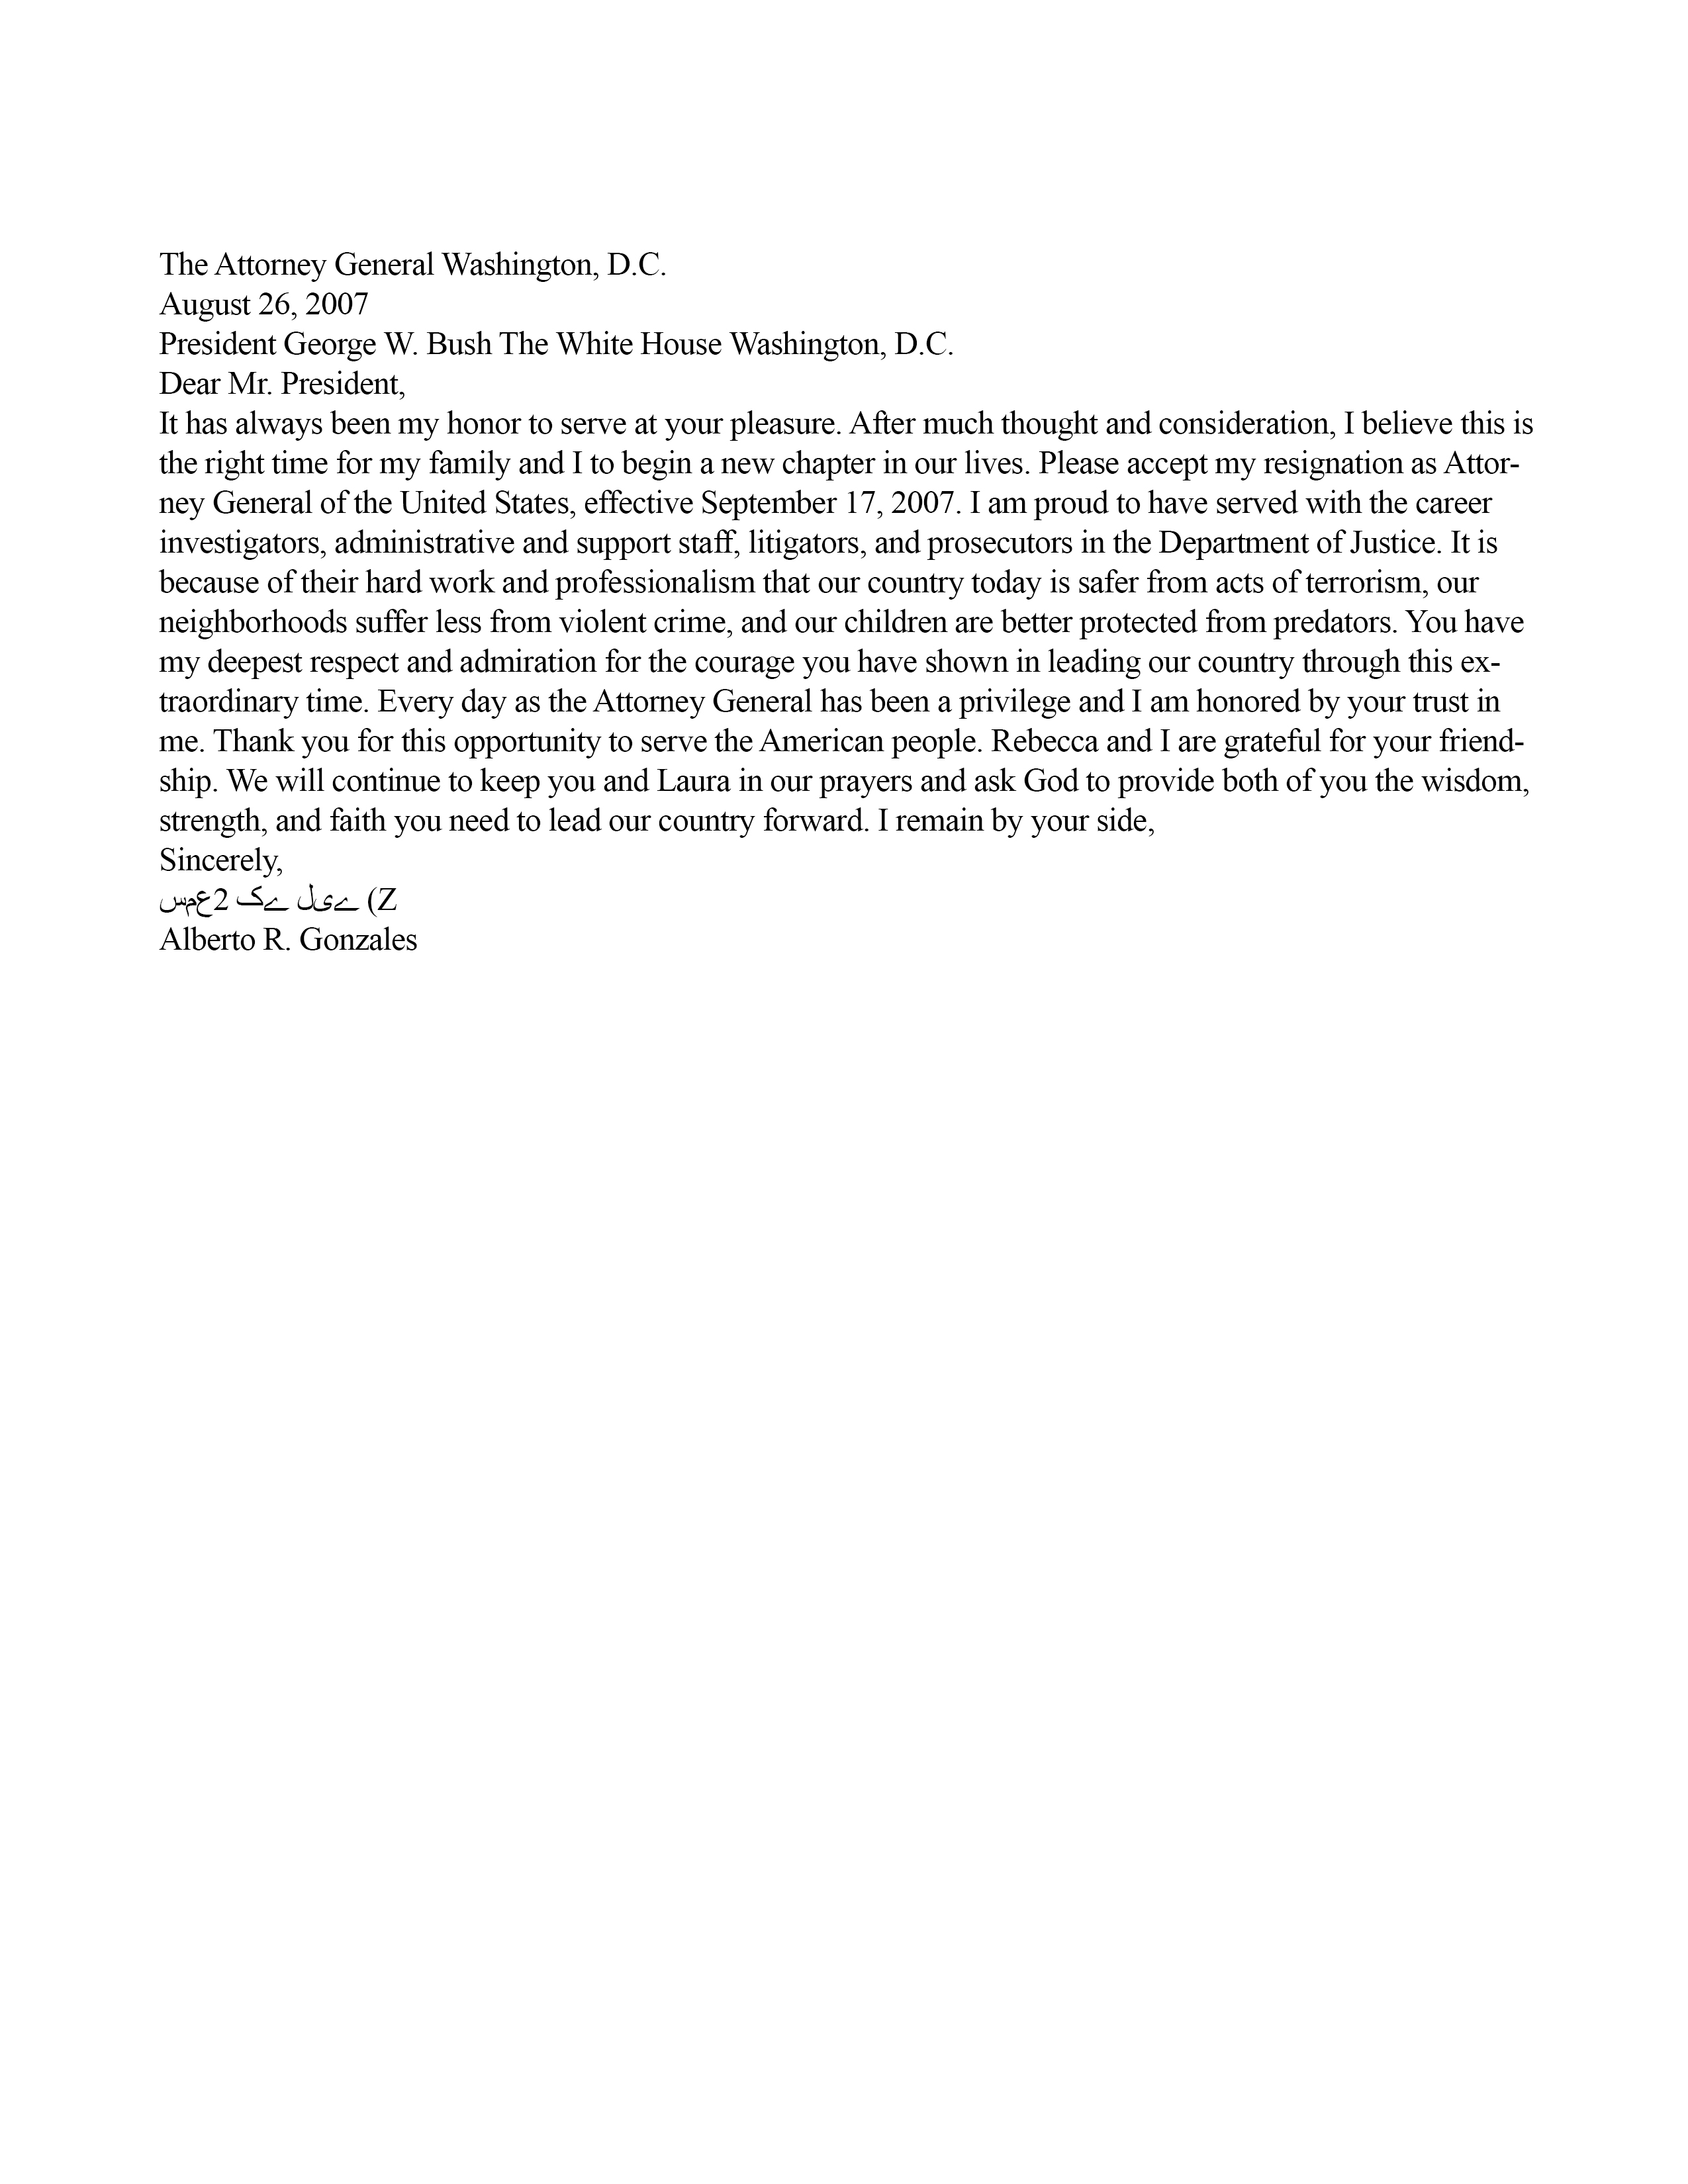 The Attorney General Washington, D.C.
August 26, 2007
President George W. Bush The White House Washington, D.C.
Dear Mr. President,
It has always been my honor to serve at your pleasure. After much thought and consideration, I believe this is
the right time for my family and I to begin a new chapter in our lives. Please accept my resignation as Attor-
ney General of the United States, effective September 17, 2007. I am proud to have served with the career
investigators, administrative and support staff, litigators, and prosecutors in the Department of Justice. It is
because of their hard work and professionalism that our country today is safer from acts of terrorism, our
neighborhoods suffer less from violent crime, and our children are better protected from predators. You have
my deepest respect and admiration for the courage you have shown in leading our country through this ex-
traordinary time. Every day as the Attorney General has been a privilege and I am honored by your trust in
me. Thank you for this opportunity to serve the American people. Rebecca and I are grateful for your friend-
ship. We will continue to keep you and Laura in our prayers and ask God to provide both of you the wisdom,
strength, and faith you need to lead our country forward. I remain by your side,
Sincerely,
سمع2 کے لیے (Z
Alberto R. Gonzales